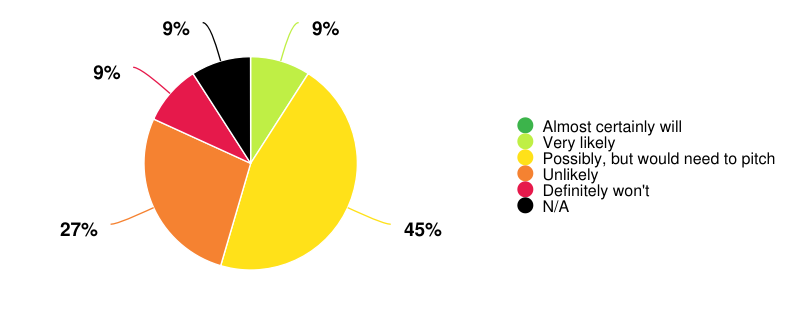 9%
9%
9%
27%
45%
Almost certainly will
Very likely
Possibly, but would need to pitch
Unlikely
Definitely won't
N/A